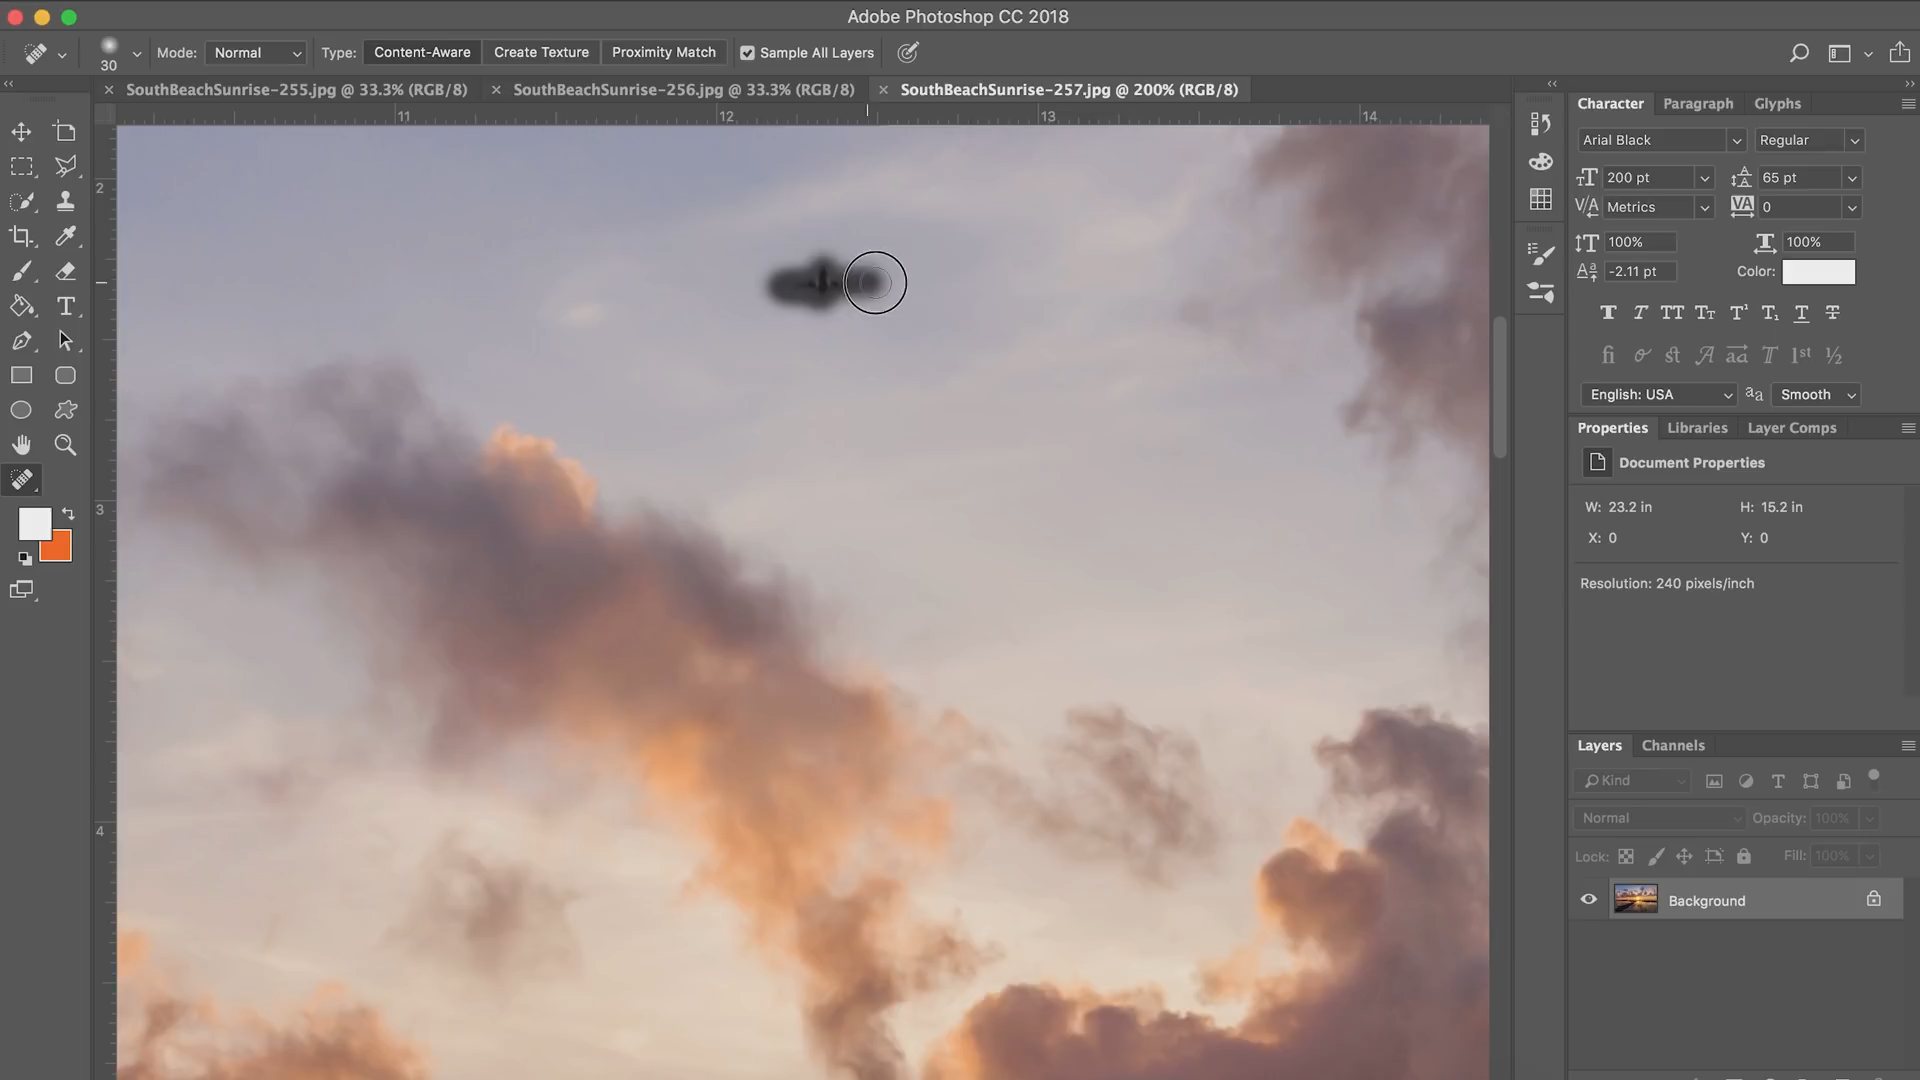 Adobe Photoshop CC 2018
30 Mode: Normal Type: Content-Aware Create Texture Proximity Match Sample All Layers
SouthBeachSunrise-255.jpg @ 33.3% (RGB/8) SouthBeachSunrise-256.jpg @ 33.3% (RGB/8) SouthBeachSunrise-257.jpg @ 200% (RGB/8)
11 12 13 14
2
3
4
Character Paragraph Glyphs
Arial Black Regular
200 pt 65 pt
Metrics 0
100% 100%
-2.11 pt Color:
English: USA Smooth
Properties Libraries Layer Comps
Document Properties
W: 23.2 in H: 15.2 in
X: 0 Y: 0
Resolution: 240 pixels/inch
Layers Channels
Kind
Normal Opacity: 100%
Lock: Fill: 100%
Background